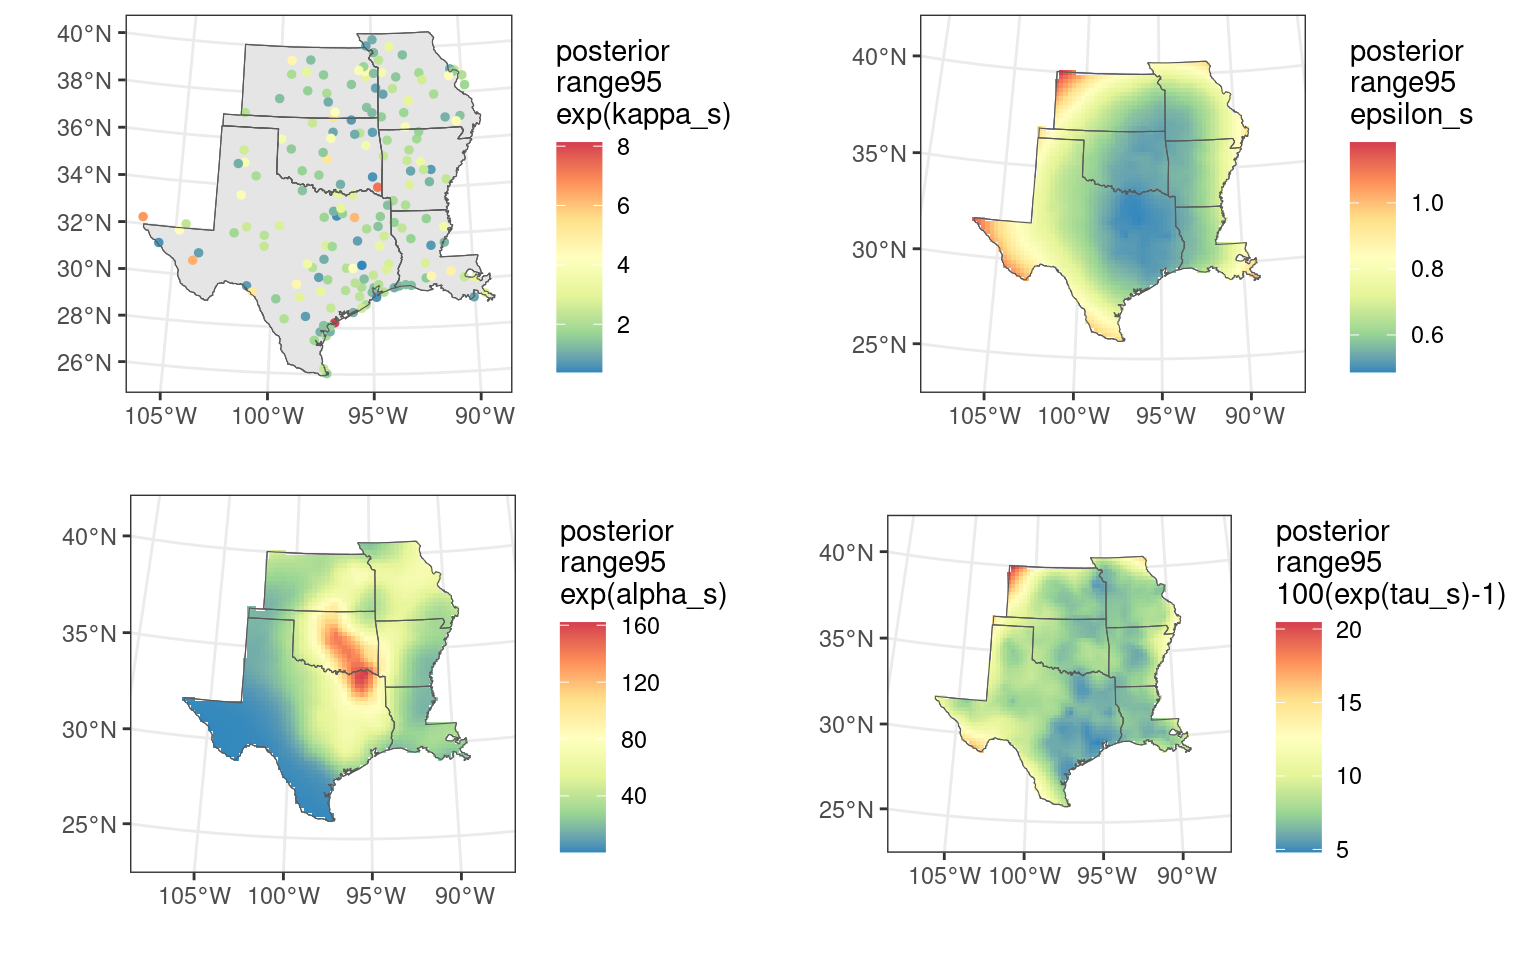 40°N
38°N
36°N
34°N
32°N
30°N
28°N
26°N
105°W 100°W 95°W 90°W
posterior
range95
exp(kappa_s)
8
6
4
2
40°N
35°N
30°N
25°N
105°W 100°W 95°W 90°W
posterior
range95
epsilon_s
1.0
0.8
0.6
40°N
35°N
30°N
25°N
105°W 100°W 95°W 90°W
posterior
range95
exp(alpha_s)
160
120
80
40
40°N
35°N
30°N
25°N
105°W 100°W 95°W 90°W
posterior
range95
100(exp(tau_s)-1)
20
15
10
5